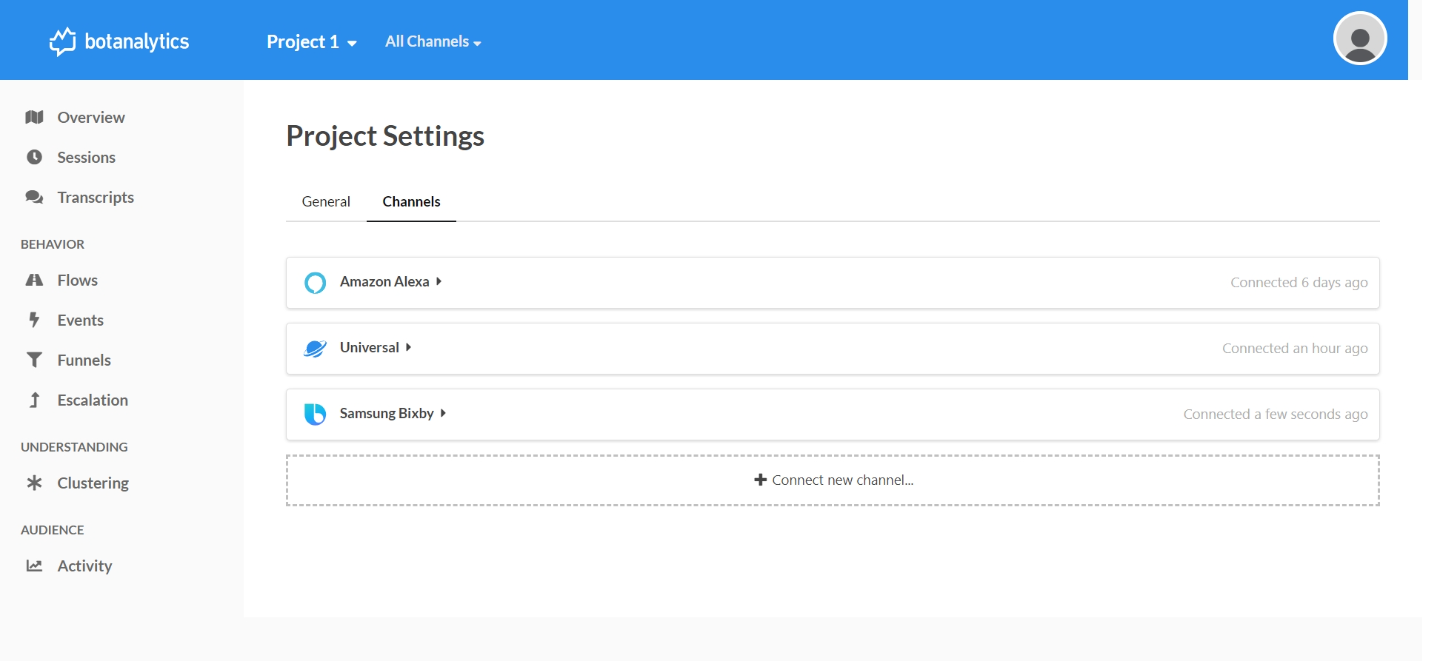 botanalytics
Project 1
All Channels
Overview
Sessions
Transcripts
BEHAVIOR
Flows
Events
Funnels
Escalation
UNDERSTANDING
Clustering
AUDIENCE
Activity
Project Settings
General Channels
Amazon Alexa Connected 6 days ago
Universal Connected an hour ago
Samsung Bixby Connected a few seconds ago
Connect new channel...